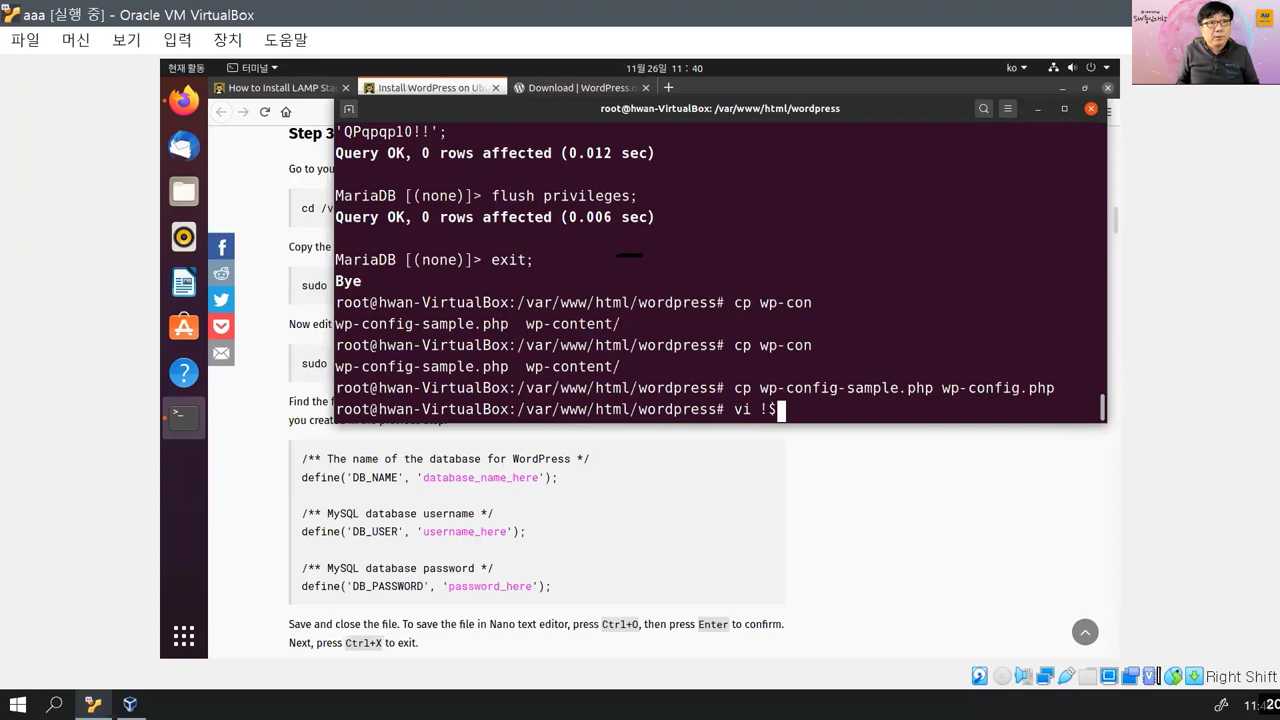 aaa [실행 중] - Oracle VM VirtualBox
파일 머신 보기 입력 장치 도움말
현재 활동 터미널 11월 26일 11 : 40 ko
How to Install LAMP Sta Install WordPress on Ub Download | WordPress.o
root@hwan-VirtualBox: /var/www/html/wordpress
Step 3
Go to you
cd /v
Copy the
sudo
Now edit
sudo
Find the f
'QPqpqp10!!';
Query OK, 0 rows affected (0.012 sec)
MariaDB [(none)]> flush privileges;
Query OK, 0 rows affected (0.006 sec)
MariaDB [(none)]> exit;
Bye
root@hwan-VirtualBox:/var/www/html/wordpress# cp wp-con
wp-config-sample.php wp-content/
root@hwan-VirtualBox:/var/www/html/wordpress# cp wp-con
wp-config-sample.php wp-content/
root@hwan-VirtualBox:/var/www/html/wordpress# cp wp-config-sample.php wp-config.php
root@hwan-VirtualBox:/var/www/html/wordpress# vi !$
/** The name of the database for WordPress */
define('DB_NAME', 'database_name_here');
/** MySQL database username */
define('DB_USER', 'username_here');
/** MySQL database password */
define('DB_PASSWORD', 'password_here');
Save and close the file. To save the file in Nano text editor, press Ctrl+O, then press Enter to confirm.
Next, press Ctrl+X to exit.
Right Shift